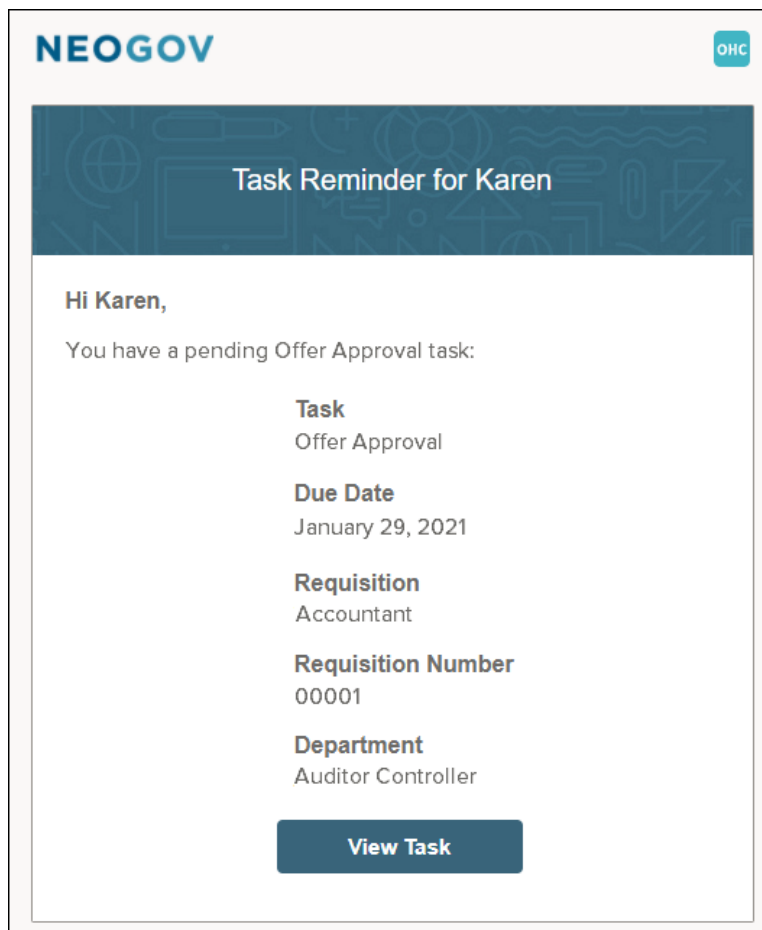 NEOGOV
OHC
Task Reminder for Karen
Hi Karen,
You have a pending Offer Approval task:
Task
Offer Approval
Due Date
January 29, 2021
Requisition
Accountant
Requisition Number
00001
Department
Auditor Controller
View Task